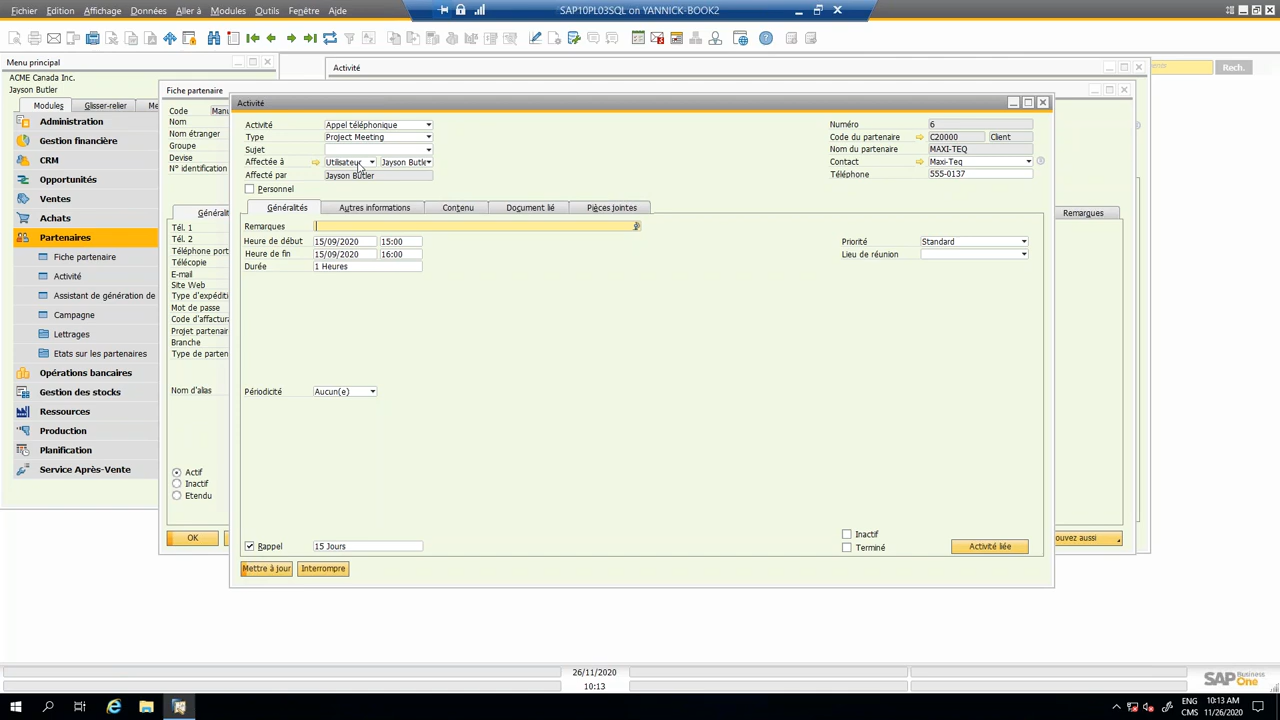 Fichier Edition Affichage Données Aller à Modules Outils Fenêtre Aide
SAP10PL03SQL on YANNICK-BOOK2
Menu principal
Activité
Rech.
ACME Canada Inc.
Jayson Butler
Modules Glisser-relier Me
Administration
Gestion financière
CRM
Opportunités
Ventes
Achats
Partenaires
Fiche partenaire
Activité
Assistant de génération de
Campagne
Lettrages
Etats sur les partenaires
Opérations bancaires
Gestion des stocks
Ressources
Production
Planification
Service Après-Vente
Fiche partenaire
Code Manu
Nom
Nom étranger
Groupe
Devise
N° identification
Générali
Remarques
Tél. 1
Tél. 2
Téléphone port
Télécopie
E-mail
Site Web
Type d'expédit
Mot de passe
Code d'affactura
Projet partenair
Branche
Type de parten
Nom d'alias
Actif
Inactif
Etendu
OK
ouvez aussi
Activité
Activité Appel téléphonique
Type Project Meeting
Sujet
Affectée à Utilisateur Jayson Butle
Affecté par Jayson Butler
Personnel
Numéro 6
Code du partenaire C20000 Client
Nom du partenaire MAXI-TEQ
Contact Maxi-Teq
Téléphone 555-0137
Généralités Autres informations Contenu Document lié Pièces jointes
Remarques
Heure de début 15/09/2020 15:00
Heure de fin 15/09/2020 16:00
Durée 1 Heures
Priorité Standard
Lieu de réunion
Périodicité Aucun(e)
Rappel 15 Jours
Inactif
Terminé
Activité liée
Mettre à jour Interrompre
26/11/2020
10:13
SAP Business One
ENG 10:13 AM
CMS 11/26/2020